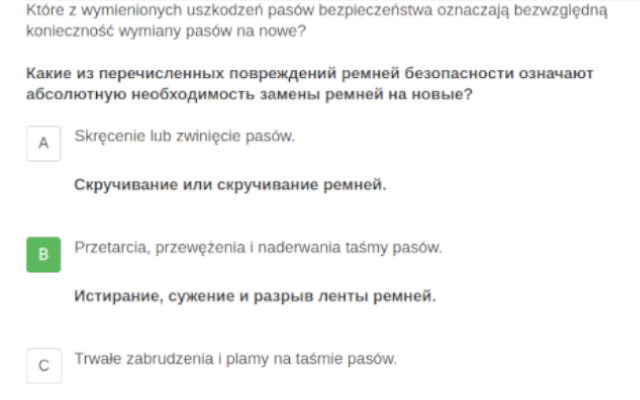 Które z wymienionych uszkodzeń pasów bezpieczeństwa oznaczają bezwzględną
konieczność wymiany pasów na nowe?
Какие из перечисленных повреждений ремней безопасности означают
абсолютную необходимость замены ремней на новые?
A Skręcenie lub zwinięcie pasów.
Скручивание или скручивание ремней.
B Przetarcia, przewężenia i naderwania taśmy pasów.
Истирание, сужение и разрыв ленты ремней.
C Trwałe zabrudzenia i plamy na taśmie pasów.